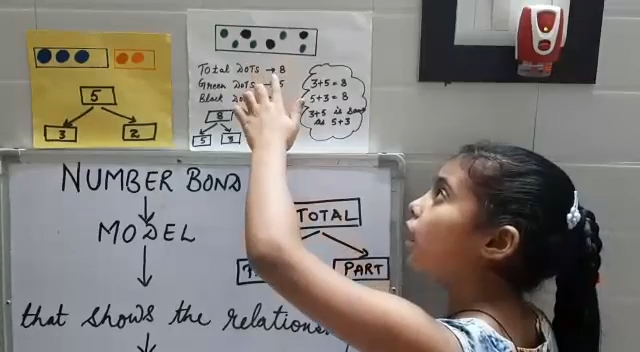 5
3
2
Total DOTS → 8
Green DOTS → 5
Black
8
5
3
3+5 = 8
5+3 = 8
3+5 is same
as 5+3
NUMBER BOND
MODEL
that shows the
TOTAL
PART